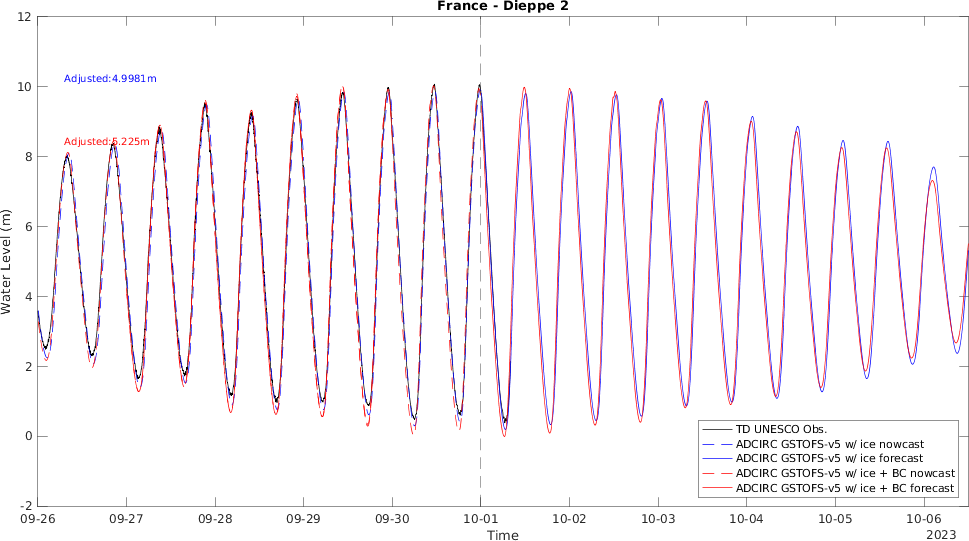 France - Dieppe 2
12
10
8
6
4
2
0
-2
Water Level (m)
Adjusted:4.9981m
Adjusted:5.225m
TD UNESCO Obs.
ADCIRC GSTOFS-v5 w/ ice nowcast
ADCIRC GSTOFS-v5 w/ ice forecast
ADCIRC GSTOFS-v5 w/ ice + BC nowcast
ADCIRC GSTOFS-v5 w/ ice + BC forecast
09-26 09-27 09-28 09-29 09-30 10-01 10-02 10-03 10-04 10-05 10-06
Time
2023